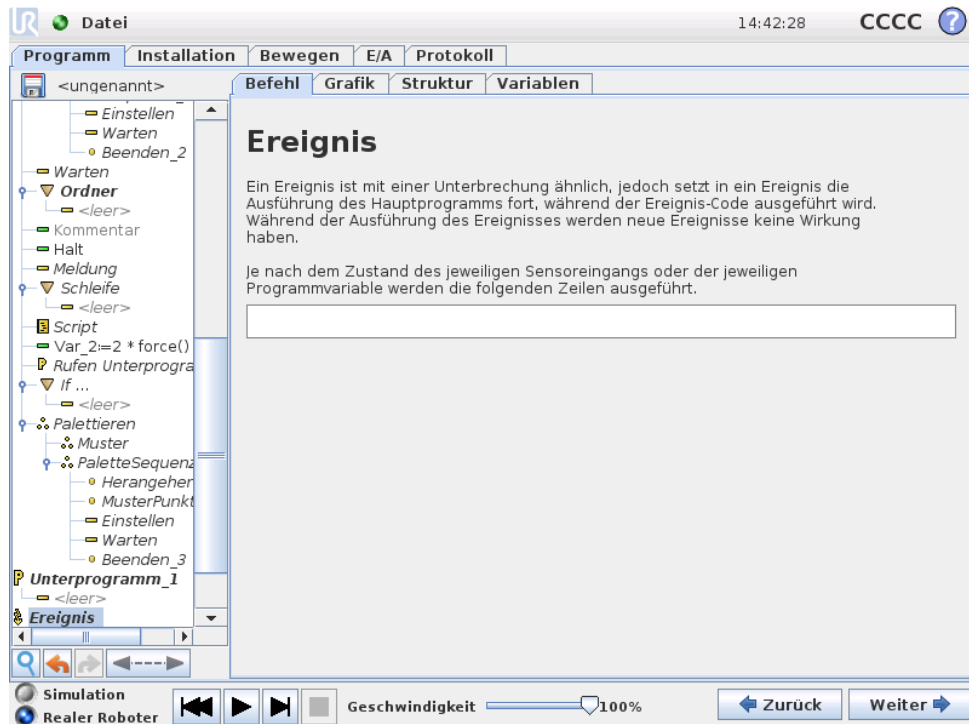 UR Datei 14:42:28 CCCC ?
Programm Installation Bewegen E/A Protokoll
<ungenannt>
Befehl Grafik Struktur Variablen
Einstellen
Warten
Beenden_2
Warten
Ordner
<leer>
Kommentar
Halt
Meldung
Schleife
<leer>
Script
Var_2:=2 * force()
Rufen Unterprogra
If ...
<leer>
Palettieren
Muster
PaletteSequenz
Herangehen
MusterPunkt
Einstellen
Warten
Beenden_3
Unterprogramm_1
<leer>
Ereignis
Ereignis
Ein Ereignis ist mit einer Unterbrechung ähnlich, jedoch setzt in ein Ereignis die
Ausführung des Hauptprogramms fort, während der Ereignis-Code ausgeführt wird.
Während der Ausführung des Ereignisses werden neue Ereignisse keine Wirkung
haben.
Je nach dem Zustand des jeweiligen Sensoreingangs oder der jeweiligen
Programmvariable werden die folgenden Zeilen ausgeführt.
Simulation
Realer Roboter
Geschwindigkeit 100%
Zurück Weiter